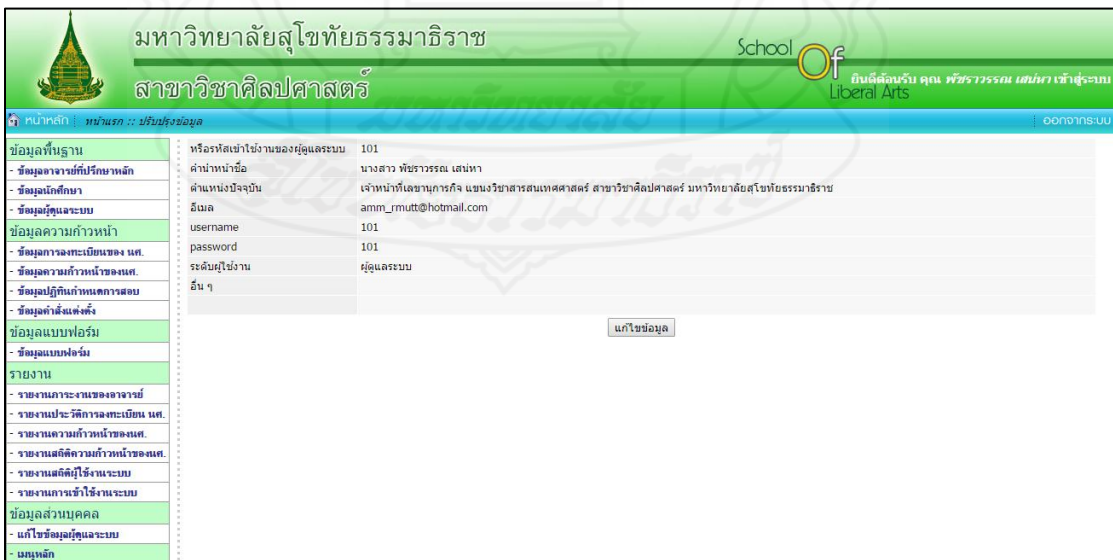 มหาวิทยาลัยสุโขทัยธรรมาธิราช
สาขาวิชาศิลปศาสตร์
School Of
Liberal Arts
ยินดีต้อนรับ คุณ พัชราวรรณ เสน่หา เข้าสู่ระบบ
หน้าหลัก หน้าแรก :: ปรับปรุงข้อมูล
ออกจากระบบ
ข้อมูลพื้นฐาน
- ข้อมูลอาจารย์ที่ปรึกษาหลัก
- ข้อมูลนักศึกษา
- ข้อมูลผู้ดูแลระบบ
ข้อมูลความก้าวหน้า
- ข้อมูลการลงทะเบียนของ นศ.
- ข้อมูลความก้าวหน้าของนศ.
- ข้อมูลปฏิทินกำหนดการสอบ
- ข้อมูลคำสั่งแต่งตั้ง
ข้อมูลแบบฟอร์ม
- ข้อมูลแบบฟอร์ม
รายงาน
- รายงานภาระงานของอาจารย์
- รายงานประวัติการลงทะเบียน นศ.
- รายงานความก้าวหน้าของนศ.
- รายงานสถิติความก้าวหน้าของนศ.
- รายงานสถิติผู้ใช้งานระบบ
- รายงานการเข้าใช้งานระบบ
ข้อมูลส่วนบุคคล
- แก้ไขข้อมูลผู้ดูแลระบบ
- เมนูหลัก
หรือรหัสเข้าใช้งานของผู้ดูแลระบบ 101
คำนำหน้าชื่อ นางสาว พัชราวรรณ เสน่หา
ตำแหน่งปัจจุบัน เจ้าหน้าที่เลขานุการกิจ แขนงวิชาสารสนเทศศาสตร์ สาขาวิชาศิลปศาสตร์ มหาวิทยาลัยสุโขทัยธรรมาธิราช
อีเมล amm_rmutt@hotmail.com
username 101
password 101
ระดับผู้ใช้งาน ผู้ดูแลระบบ
อื่น ๆ
แก้ไขข้อมูล